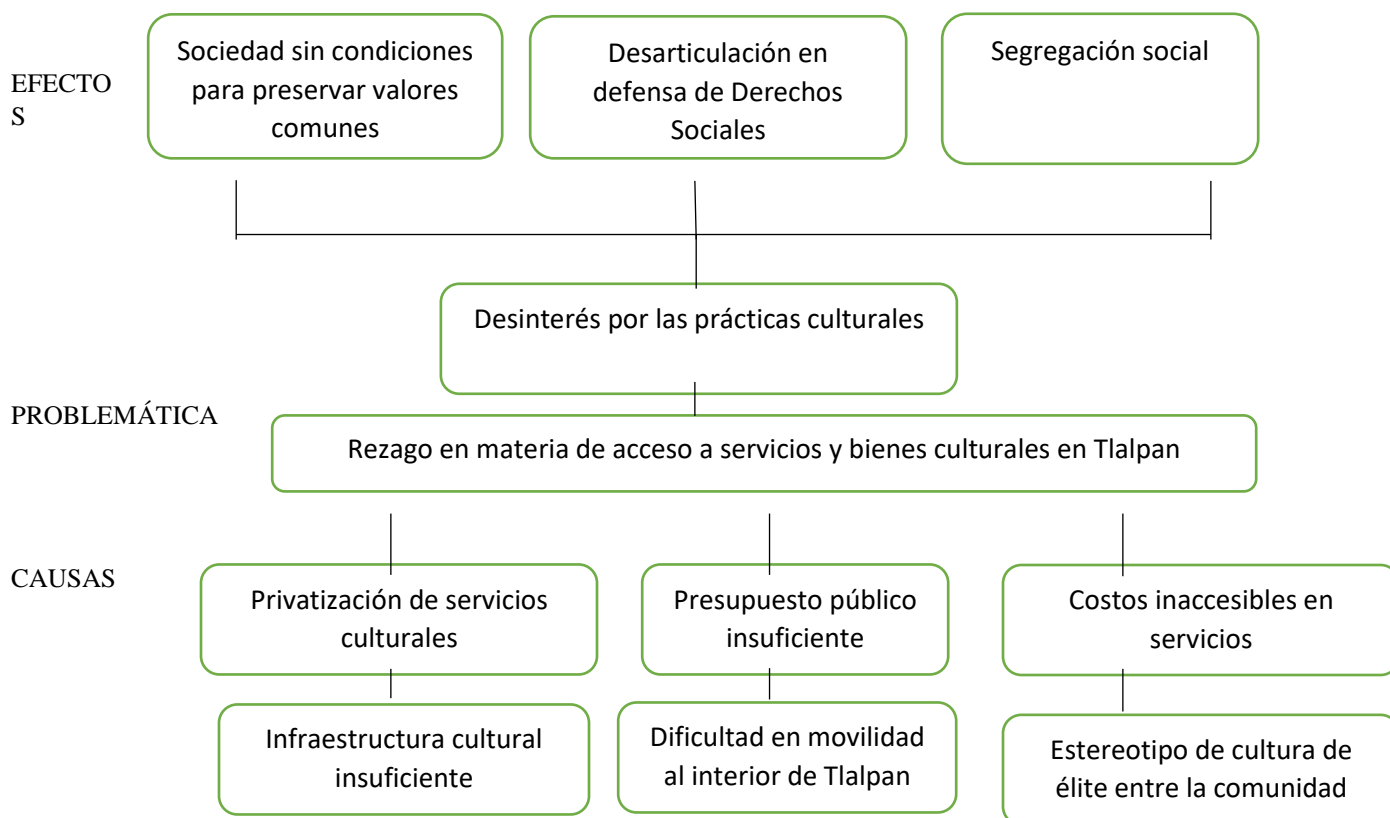 EFECTO
S
Sociedad sin condiciones
para preservar valores
comunes
Desarticulación en
defensa de Derechos
Sociales
Segregación social
Desinterés por las prácticas culturales
PROBLEMÁTICA
Rezago en materia de acceso a servicios y bienes culturales en Tlalpan
CAUSAS
Privatización de servicios
culturales
Presupuesto público
insuficiente
Costos inaccesibles en
servicios
Infraestructura cultural
insuficiente
Dificultad en movilidad
al interior de Tlalpan
Estereotipo de cultura de
élite entre la comunidad